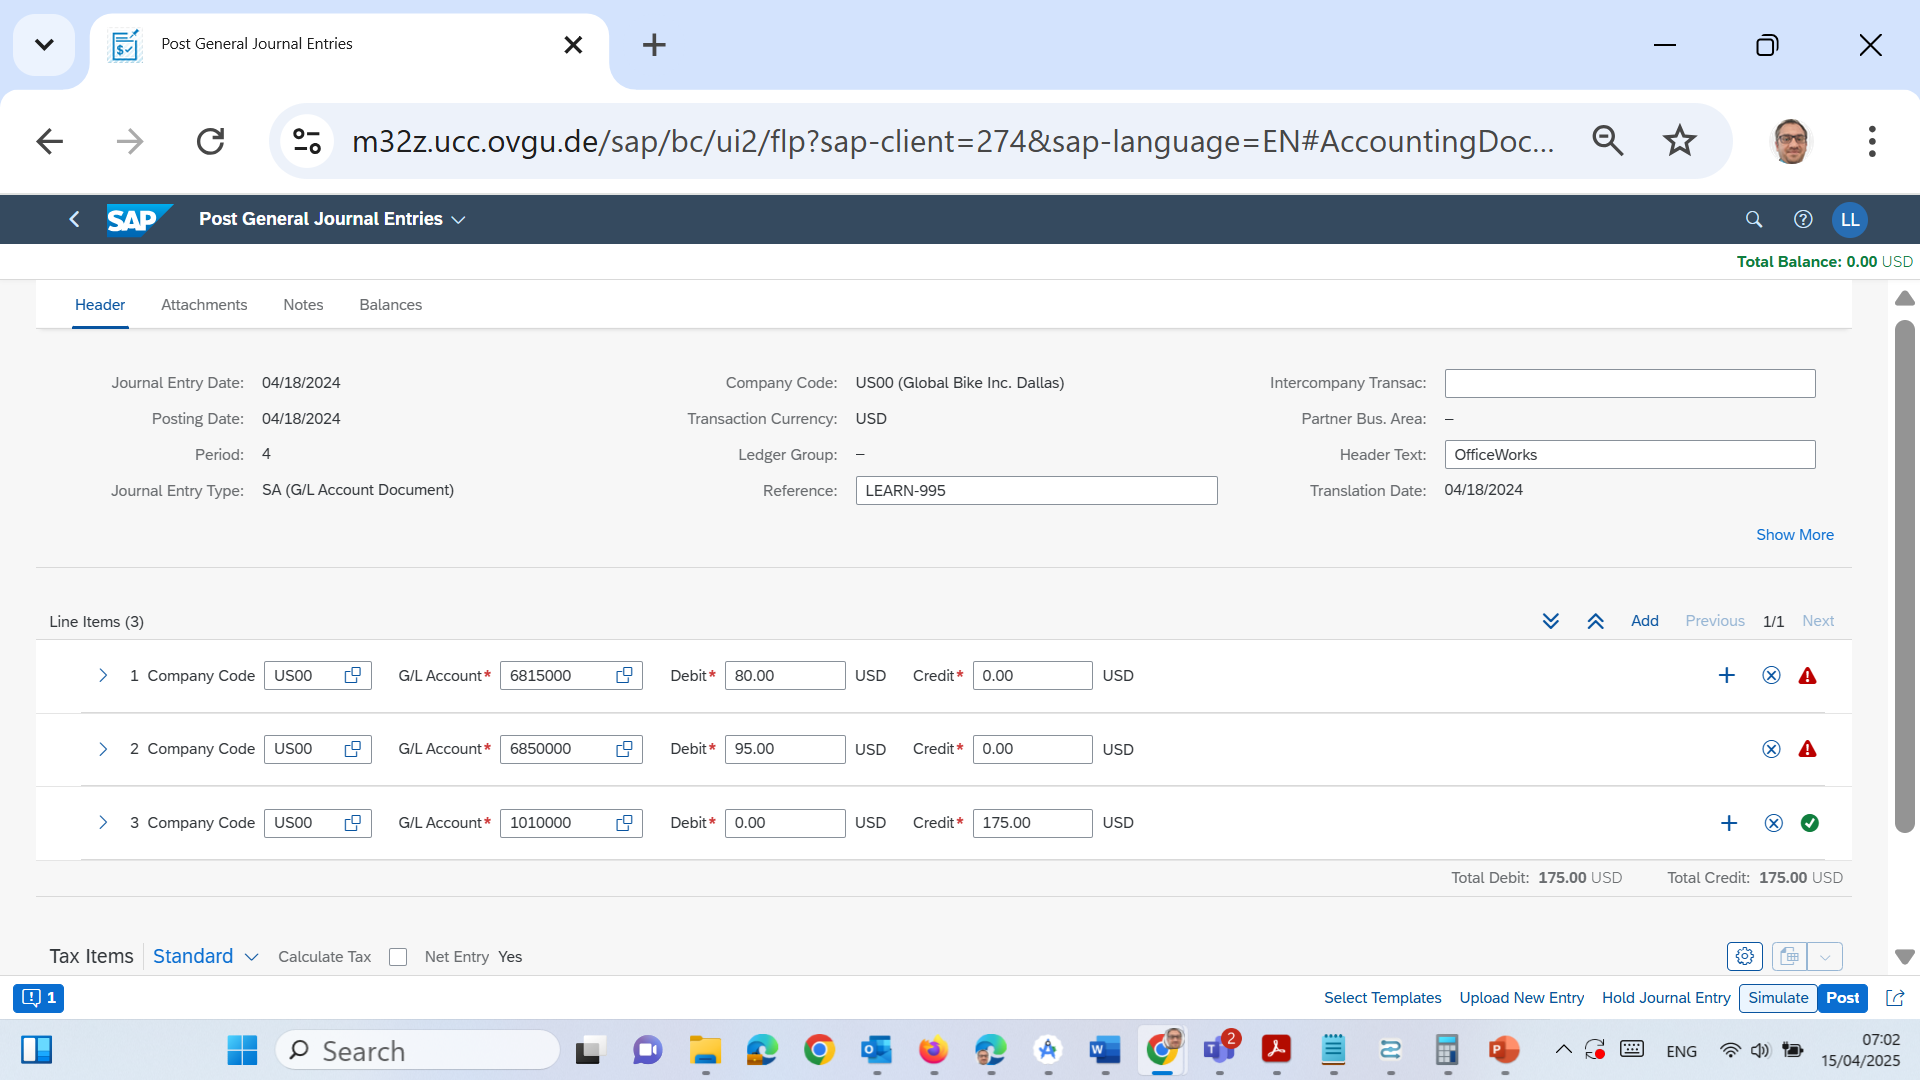 Post General Journal Entries
m32z.ucc.ovgu.de/sap/bc/ui2/flp?sap-client=274&sap-language=EN#AccountingDoc...
SAP Post General Journal Entries LL
Total Balance: 0.00 USD
Header Attachments Notes Balances
Journal Entry Date: 04/18/2024 Company Code: US00 (Global Bike Inc. Dallas) Intercompany Transac:
Posting Date: 04/18/2024 Transaction Currency: USD Partner Bus. Area: –
Period: 4 Ledger Group: – Header Text: OfficeWorks
Journal Entry Type: SA (G/L Account Document) Reference: LEARN-995 Translation Date: 04/18/2024
Show More
Line Items (3) Add Previous 1/1 Next
1 Company Code US00 G/L Account* 6815000 Debit* 80.00 USD Credit* 0.00 USD
2 Company Code US00 G/L Account* 6850000 Debit* 95.00 USD Credit* 0.00 USD
3 Company Code US00 G/L Account* 1010000 Debit* 0.00 USD Credit* 175.00 USD
Total Debit: 175.00 USD Total Credit: 175.00 USD
Tax Items Standard Calculate Tax Net Entry Yes
1 Select Templates Upload New Entry Hold Journal Entry Simulate Post
Search 2 ENG 07:02
15/04/2025